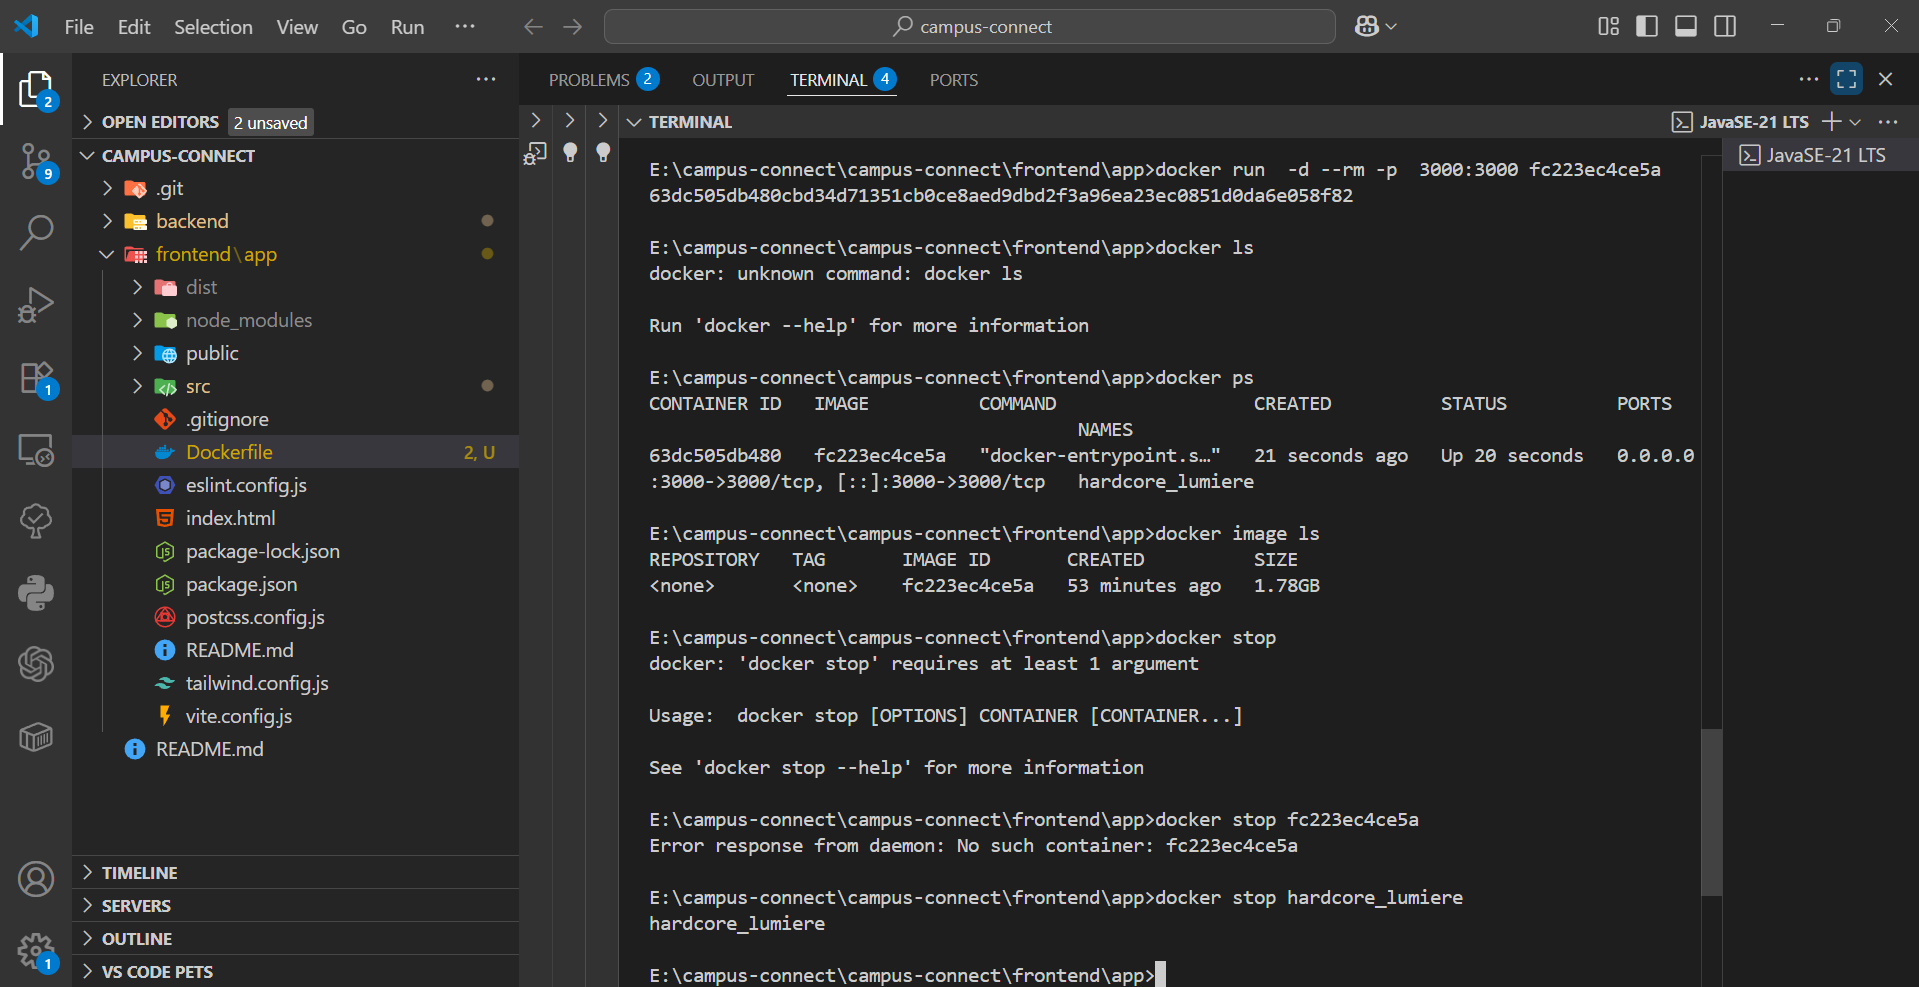 File Edit Selection View Go Run ···
campus-connect
EXPLORER
OPEN EDITORS 2 unsaved
CAMPUS-CONNECT
.git
backend
frontend\app
dist
node_modules
public
src
.gitignore
Dockerfile 2, U
eslint.config.js
index.html
package-lock.json
package.json
postcss.config.js
README.md
tailwind.config.js
vite.config.js
README.md
TIMELINE
SERVERS
OUTLINE
VS CODE PETS
2
9
1
1
PROBLEMS 2 OUTPUT TERMINAL 4 PORTS
TERMINAL
JavaSE-21 LTS
JavaSE-21 LTS
E:\campus-connect\campus-connect\frontend\app>docker run  -d --rm -p  3000:3000 fc223ec4ce5a
63dc505db480cbd34d71351cb0ce8aed9dbd2f3a96ea23ec0851d0da6e058f82
E:\campus-connect\campus-connect\frontend\app>docker ls
docker: unknown command: docker ls
Run 'docker --help' for more information
E:\campus-connect\campus-connect\frontend\app>docker ps
CONTAINER ID   IMAGE          COMMAND                  CREATED          STATUS          PORTS
NAMES
63dc505db480   fc223ec4ce5a   "docker-entrypoint.s…"   21 seconds ago   Up 20 seconds   0.0.0.0
:3000->3000/tcp, [::]:3000->3000/tcp   hardcore_lumiere
E:\campus-connect\campus-connect\frontend\app>docker image ls
REPOSITORY   TAG       IMAGE ID       CREATED          SIZE
<none>       <none>    fc223ec4ce5a   53 minutes ago   1.78GB
E:\campus-connect\campus-connect\frontend\app>docker stop
docker: 'docker stop' requires at least 1 argument
Usage:  docker stop [OPTIONS] CONTAINER [CONTAINER...]
See 'docker stop --help' for more information
E:\campus-connect\campus-connect\frontend\app>docker stop fc223ec4ce5a
Error response from daemon: No such container: fc223ec4ce5a
E:\campus-connect\campus-connect\frontend\app>docker stop hardcore_lumiere
hardcore_lumiere
E:\campus-connect\campus-connect\frontend\app>